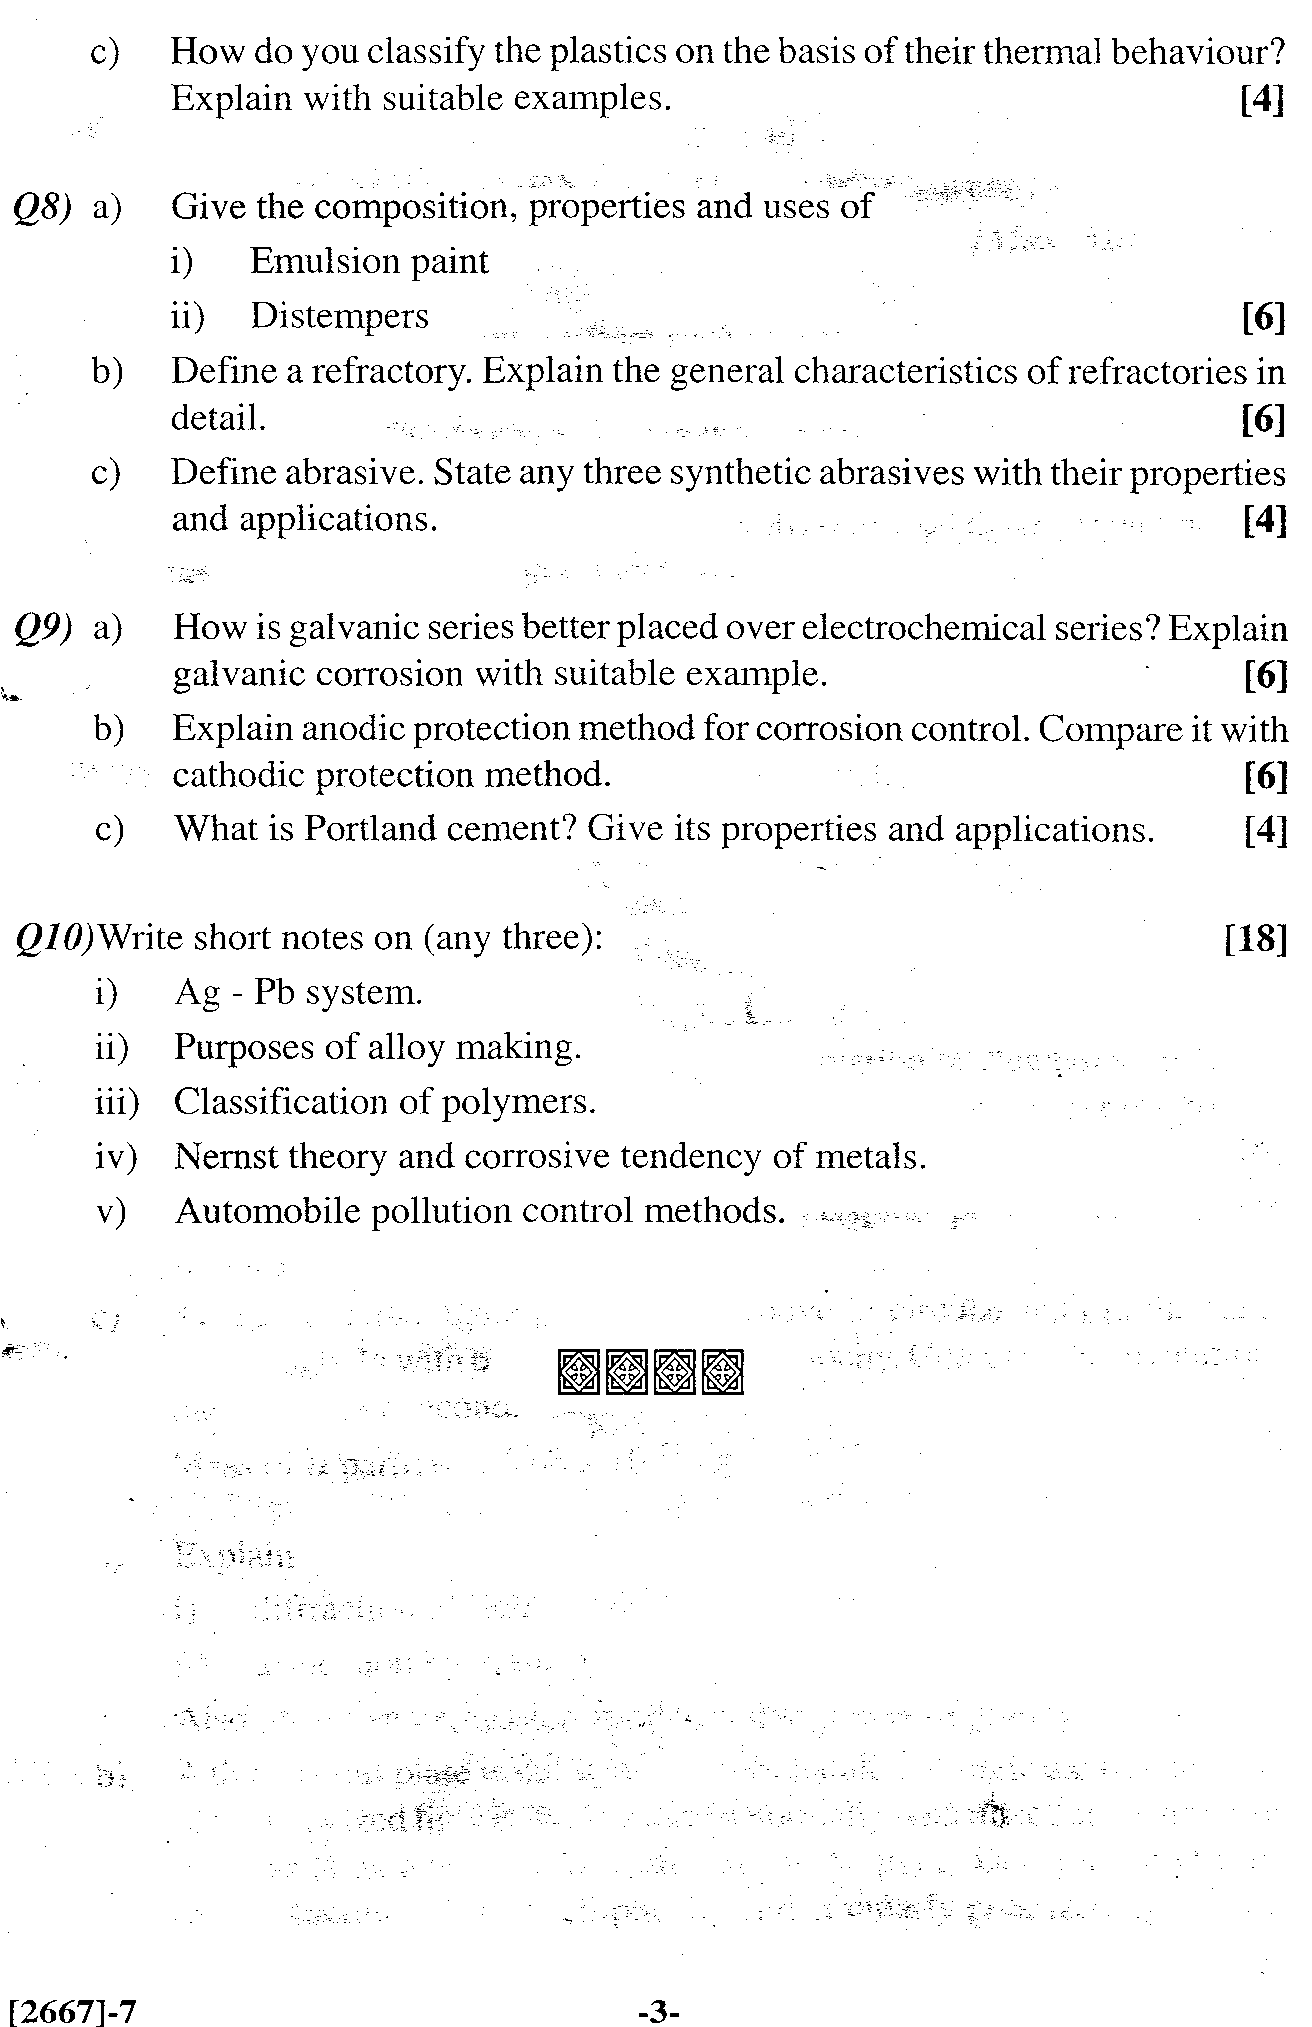 c) How do you classify the plastics on the basis of their thermal behaviour?
Explain with suitable examples. [4]
Q8) a) Give the composition, properties and uses of
i) Emulsion paint
ii) Distempers [6]
b) Define a refractory. Explain the general characteristics of refractories in
detail. [6]
c) Define abrasive. State any three synthetic abrasives with their properties
and applications. [4]
Q9) a) How is galvanic series better placed over electrochemical series? Explain
galvanic corrosion with suitable example. [6]
b) Explain anodic protection method for corrosion control. Compare it with
cathodic protection method. [6]
c) What is Portland cement? Give its properties and applications. [4]
Q10)Write short notes on (any three): [18]
i) Ag - Pb system.
ii) Purposes of alloy making.
iii) Classification of polymers.
iv) Nernst theory and corrosive tendency of metals.
v) Automobile pollution control methods.
Explain
[2667]-7 -3-